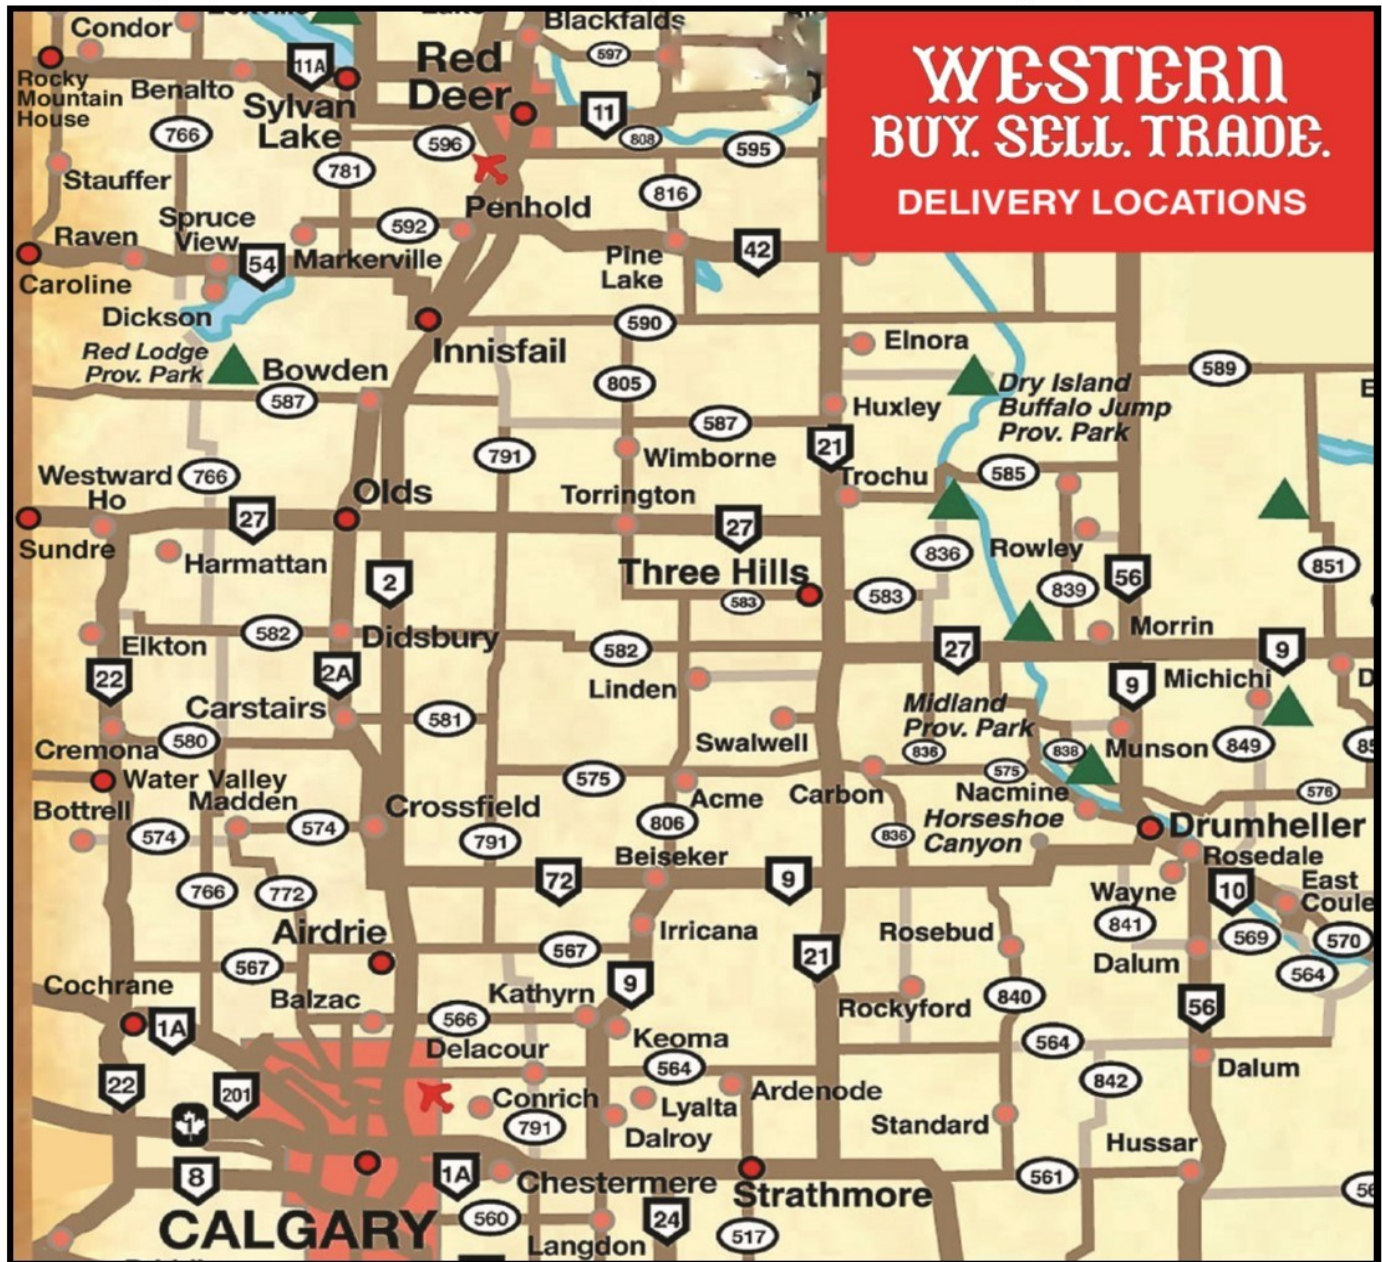 WESTERN
BUY. SELL. TRADE.
DELIVERY LOCATIONS
Condor
Blackfalds
597
11A
Red
Deer
Rocky
Mountain
House
Benalto
Sylvan
Lake
11
808
766
596
595
781
Stauffer
816
Penhold
Spruce
View
592
Raven
54
Markerville
Pine
Lake
42
Caroline
Dickson
590
Innisfail
Elnora
Red Lodge
Prov. Park
Bowden
589
805
Dry Island
Buffalo Jump
Prov. Park
587
587
Huxley
21
791
Wimborne
Westward
Ho
766
Trochu
585
Olds
Torrington
27
27
Sundre
Harmattan
836
Rowley
851
Three Hills
2
56
583
583
839
Elkton
582
Didsbury
582
Morrin
27
9
22
2A
Linden
9
Michichi
D
Carstairs
581
Midland
Prov. Park
Cremona
580
Swalwell
836
838
Munson
849
85
Water Valley
575
575
Bottrell
Madden
Crossfield
Acme
Carbon
Nacmine
576
574
574
791
806
836
Horseshoe
Canyon
Drumheller
Beiseker
Rosedale
72
9
766
772
Wayne
10
East
Coule
841
Airdrie
Irricana
Rosebud
569
570
567
567
21
Dalum
564
Cochrane
Balzac
Kathyrn
9
Rockyford
840
56
1A
566
Keoma
564
Delacour
564
Dalum
22
201
Conrich
Lyalta
Ardenode
842
1
791
Dalroy
Standard
Hussar
8
1A
Chestermere
Strathmore
561
56
CALGARY
560
24
517
Langdon